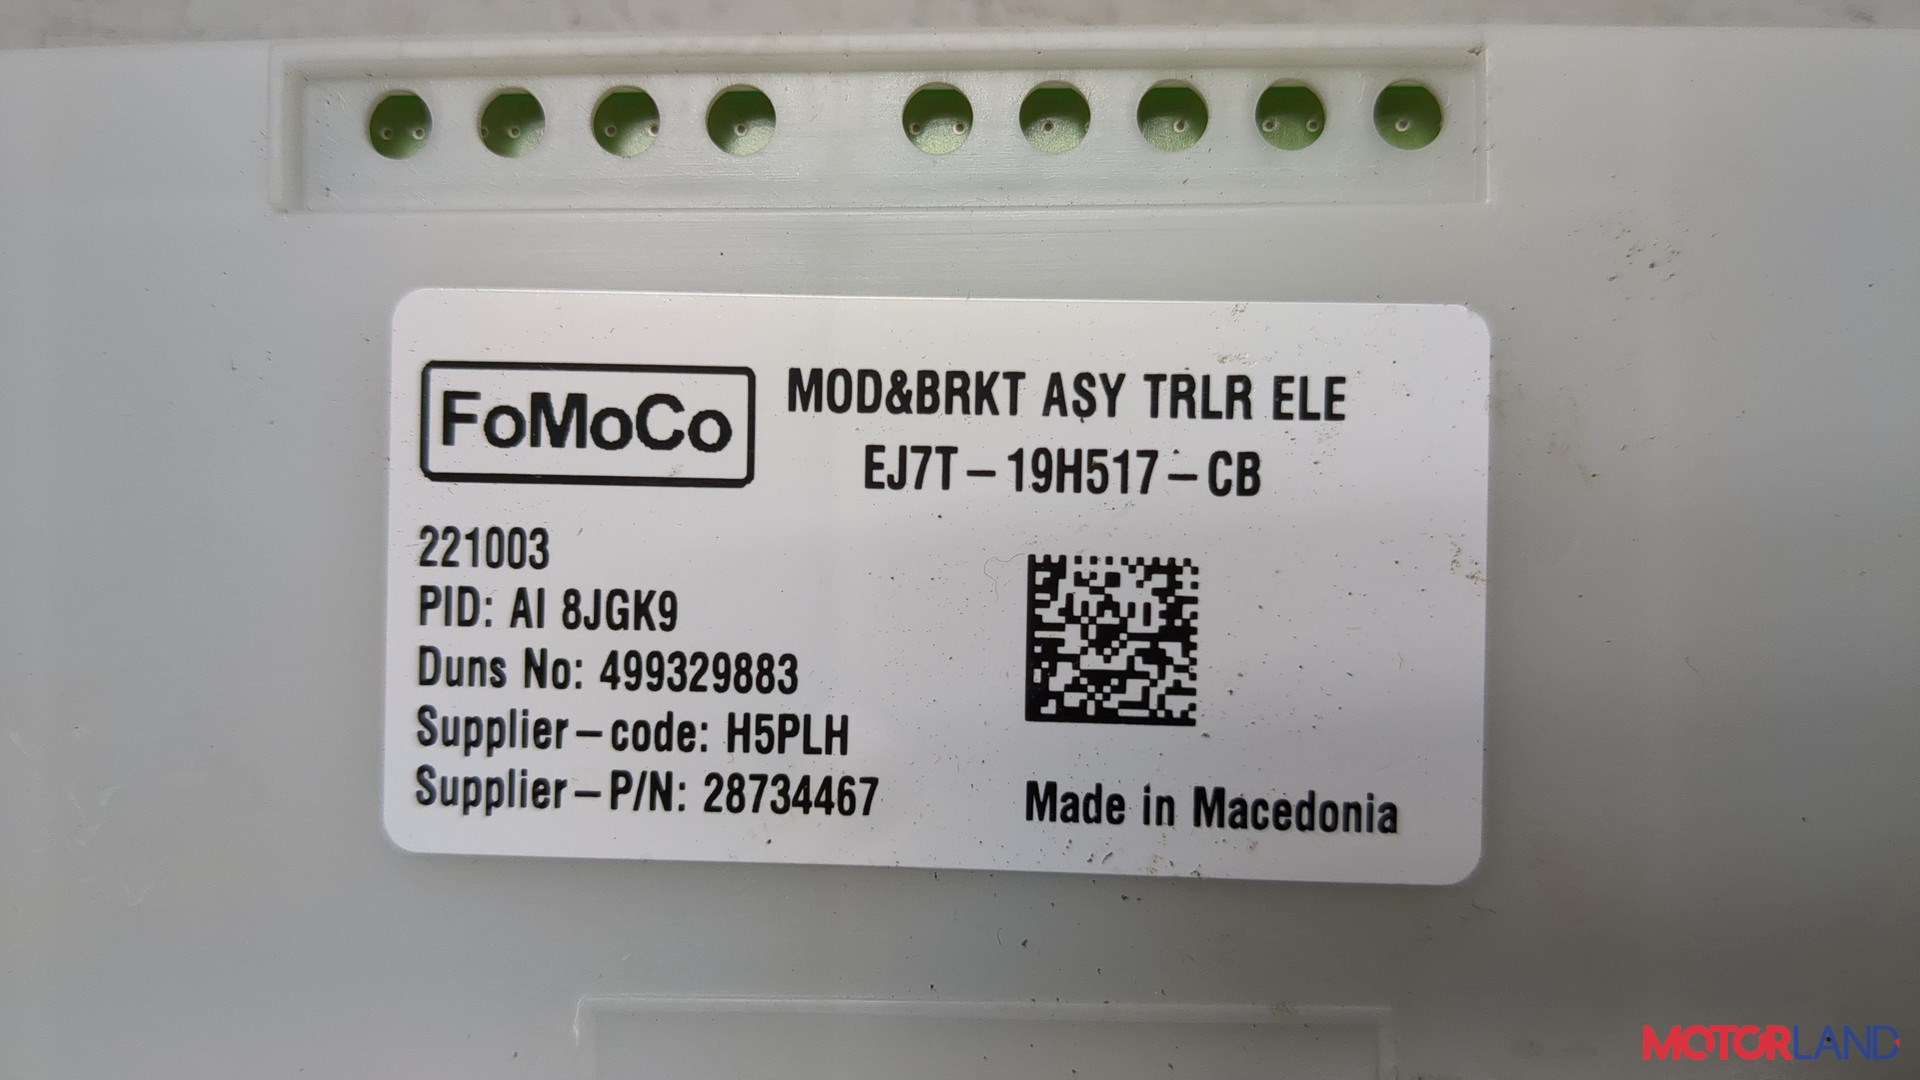 FoMoCo
MOD&BRKT ASY TRLR ELE
EJ7T-19H517-CB
221003
PID: AI 8JGK9
Duns No: 499329883
Supplier-code: H5PLH
Supplier-P/N: 28734467
Made in Macedonia
MOTORLAND